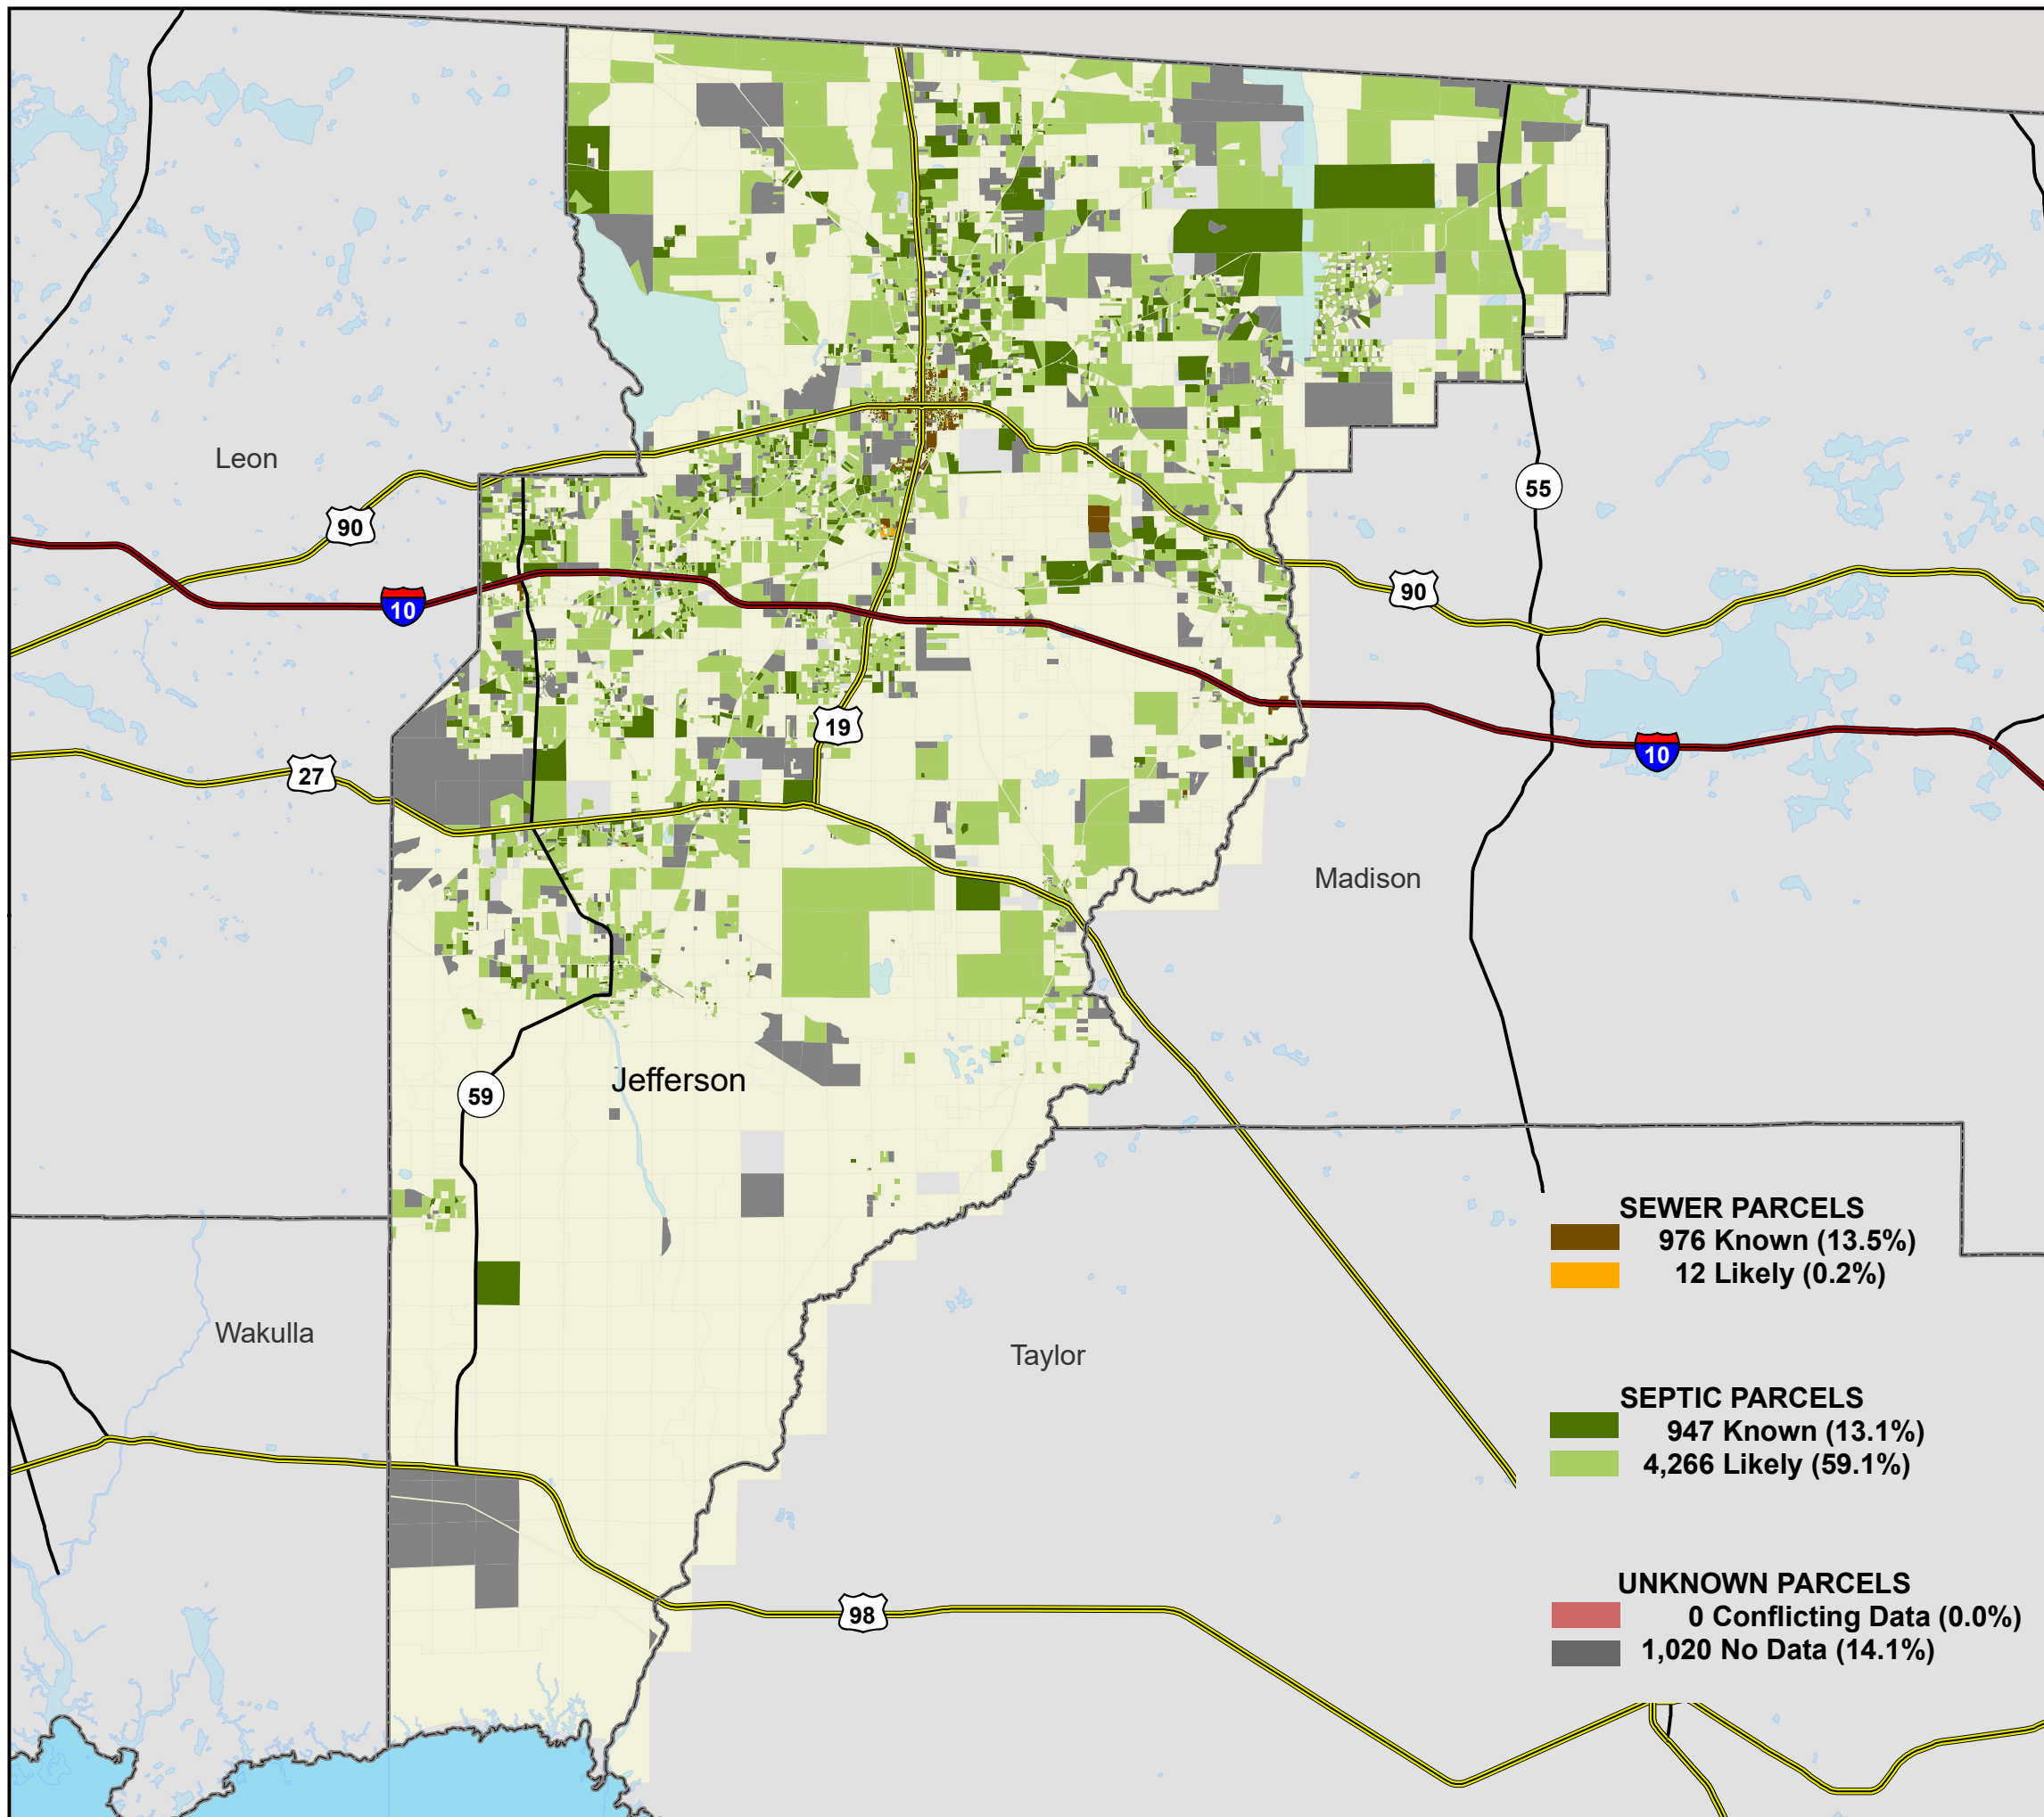 Leon
55
90
10
90
19
10
27
Madison
Jefferson
59
SEWER PARCELS
976 Known (13.5%)
12 Likely (0.2%)
Wakulla
Taylor
SEPTIC PARCELS
947 Known (13.1%)
4,266 Likely (59.1%)
UNKNOWN PARCELS
98
0 Conflicting Data (0.0%)
1,020 No Data (14.1%)